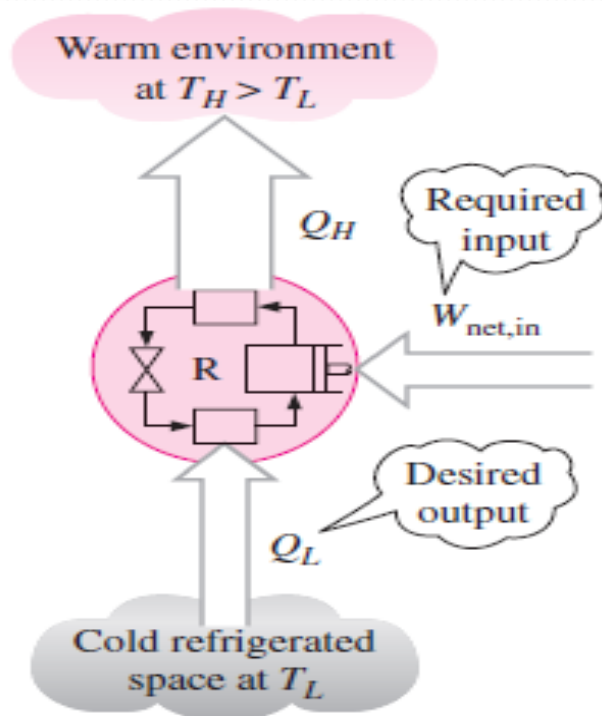 Warm environment
at T_H > T_L
Q_H
Required
input
W_net,in
R
Desired
output
Q_L
Cold refrigerated
space at T_L